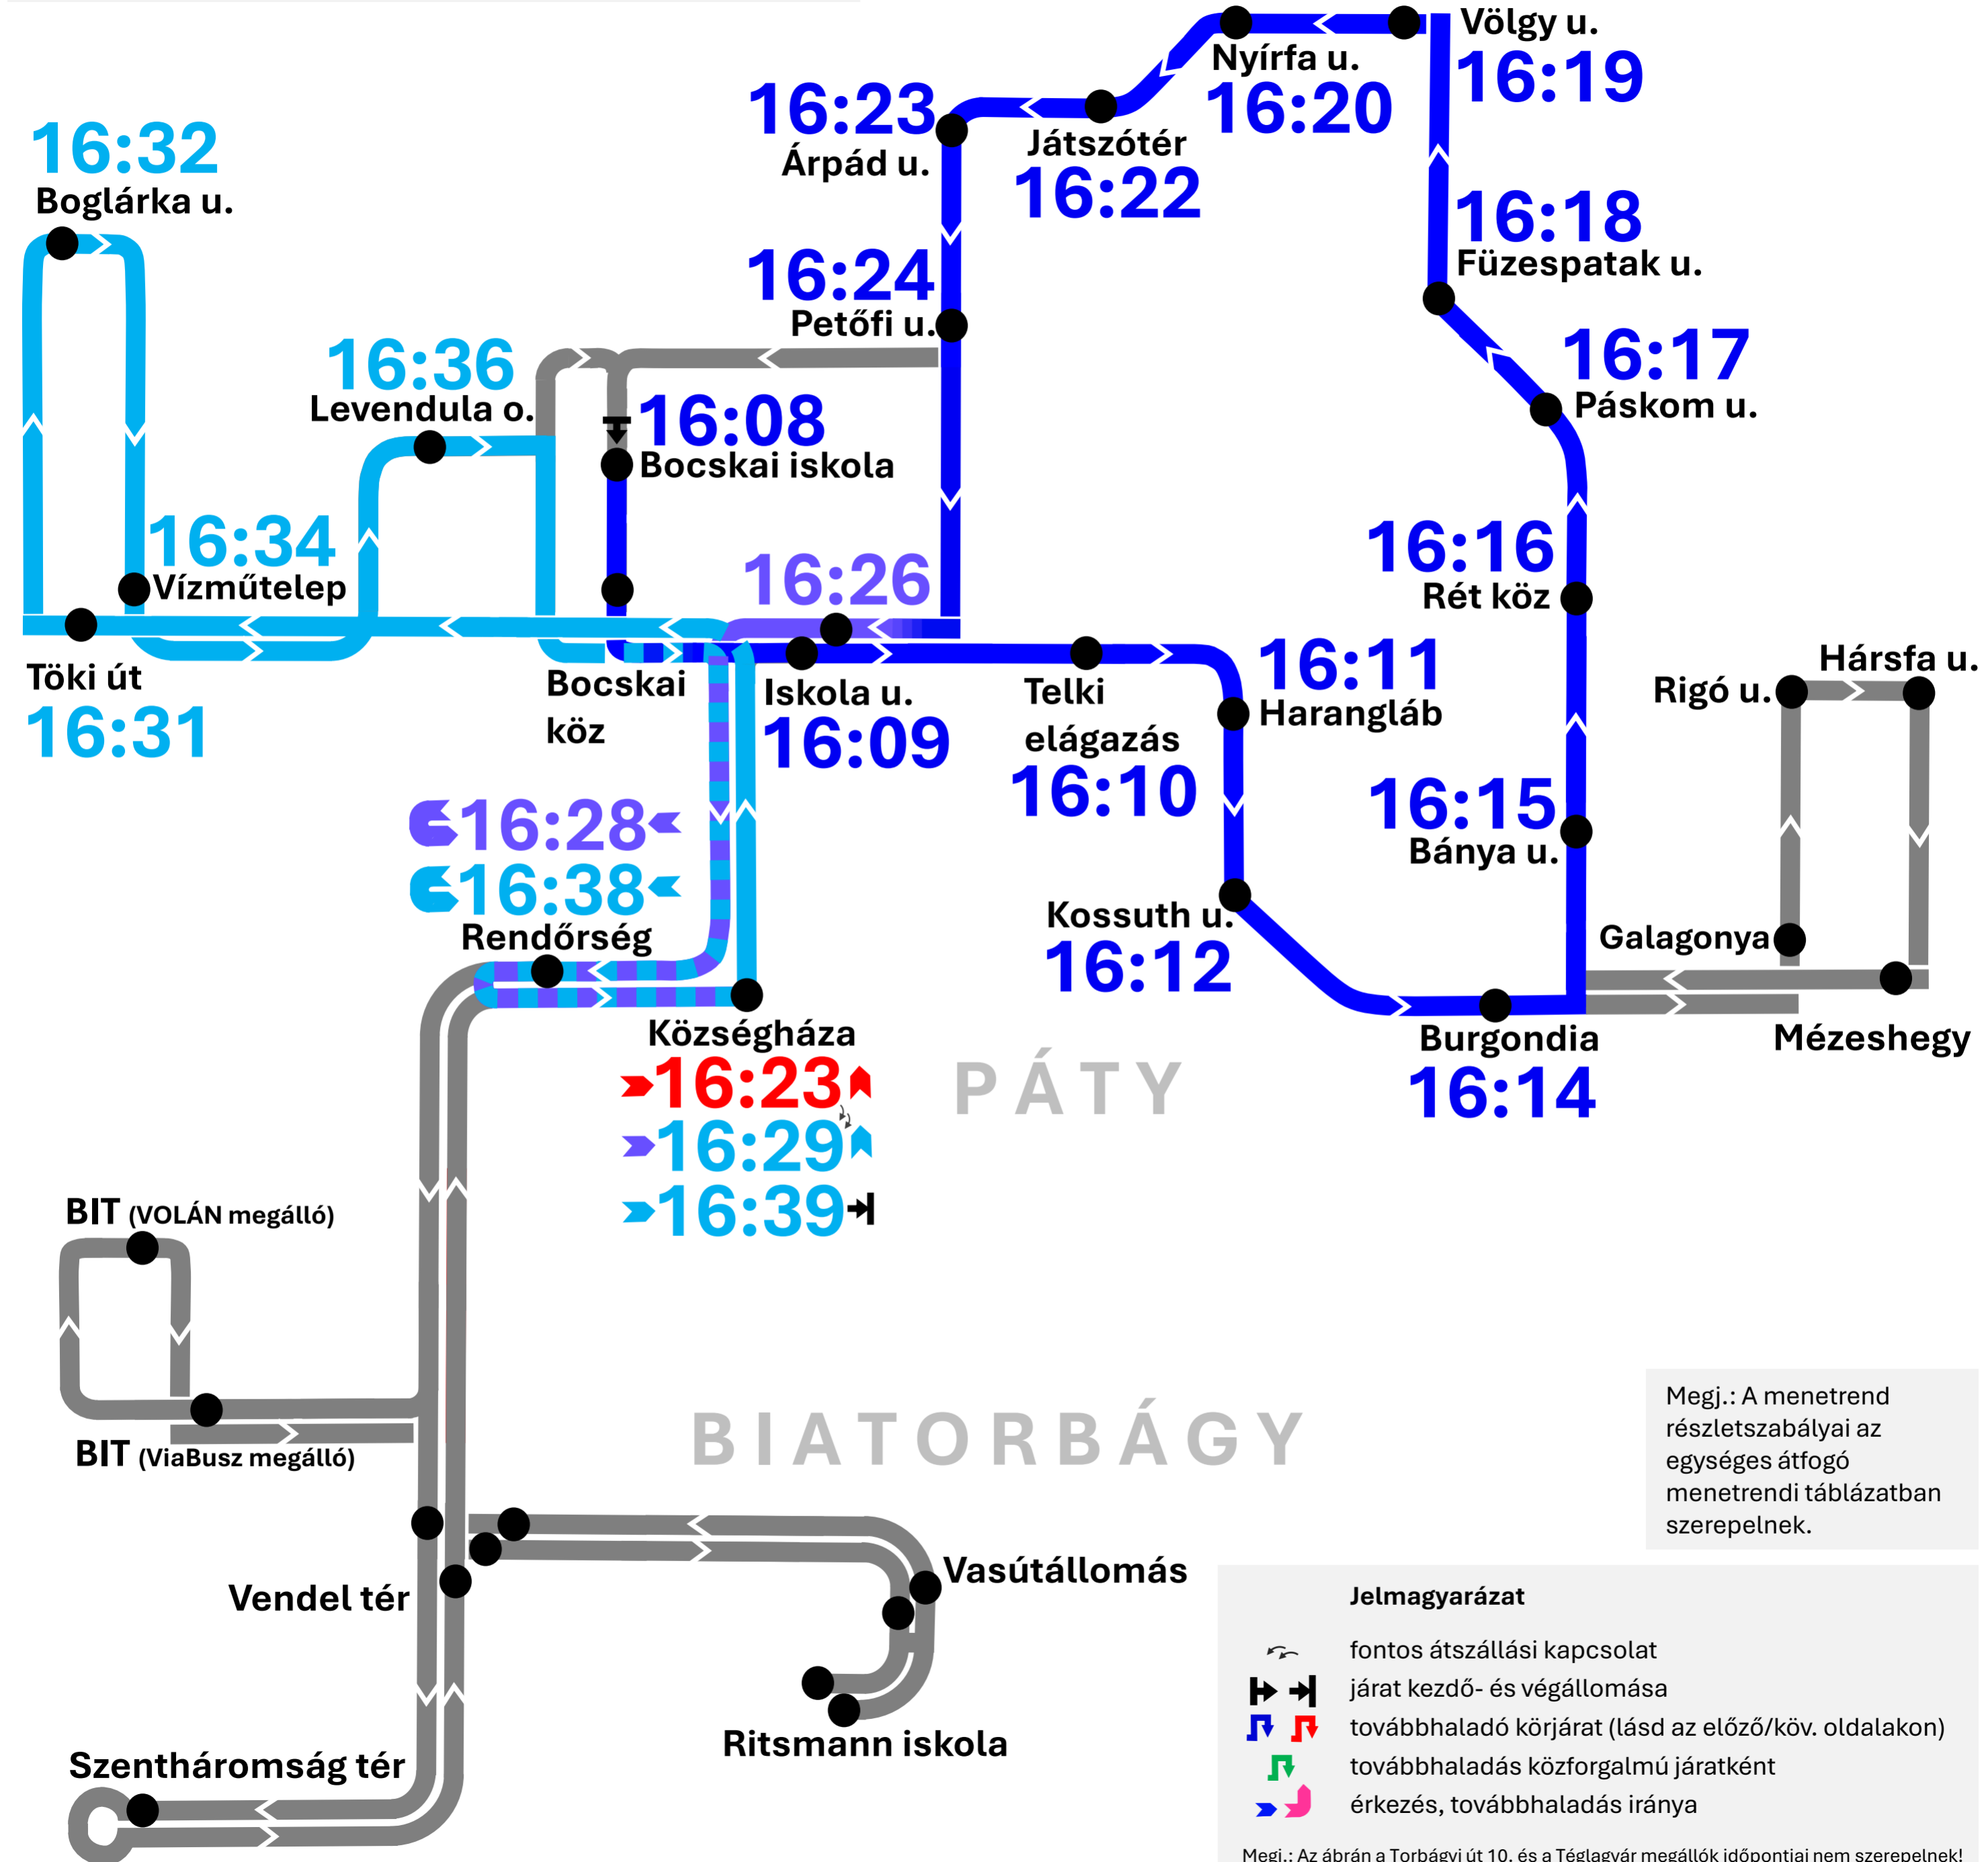 Völgy u.
16:19
Nyírfa u.
16:20
16:23
Árpád u.
Játszótér
16:22
16:32
Boglárka u.
16:18
Füzespatak u.
16:24
Petőfi u.
16:17
Páskom u.
16:36
Levendula o.
16:08
Bocskai iskola
16:34
Vízműtelep
16:26
16:16
Rét köz
Töki út
16:31
Bocskai
köz
Iskola u.
16:09
Telki
elágazás
16:10
16:11
Harangláb
Hársfa u.
Rigó u.
16:28
16:38
Rendőrség
16:15
Bánya u.
Kossuth u.
16:12
Galagonya
Községháza
16:23
16:29
16:39
PÁTY
Burgondia
16:14
Mézeshegy
BIT (VOLÁN megálló)
BIT (ViaBusz megálló)
BIATORBÁGY
Megj.: A menetrend
részletszabályai az
egységes átfogó
menetrendi táblázatban
szerepelnek.
Vendel tér
Vasútállomás
Ritsmann iskola
Szentháromság tér
Jelmagyarázat
fontos átszállási kapcsolat
járat kezdő- és végállomása
továbbhaladó körjárat (lásd az előző/köv. oldalakon)
továbbhaladás közforgalmú járatként
érkezés, továbbhaladás iránya
Megj.: Az ábrán a Torbágyi út 10. és a Téglagyár megállók időpontjai nem szerepelnek!